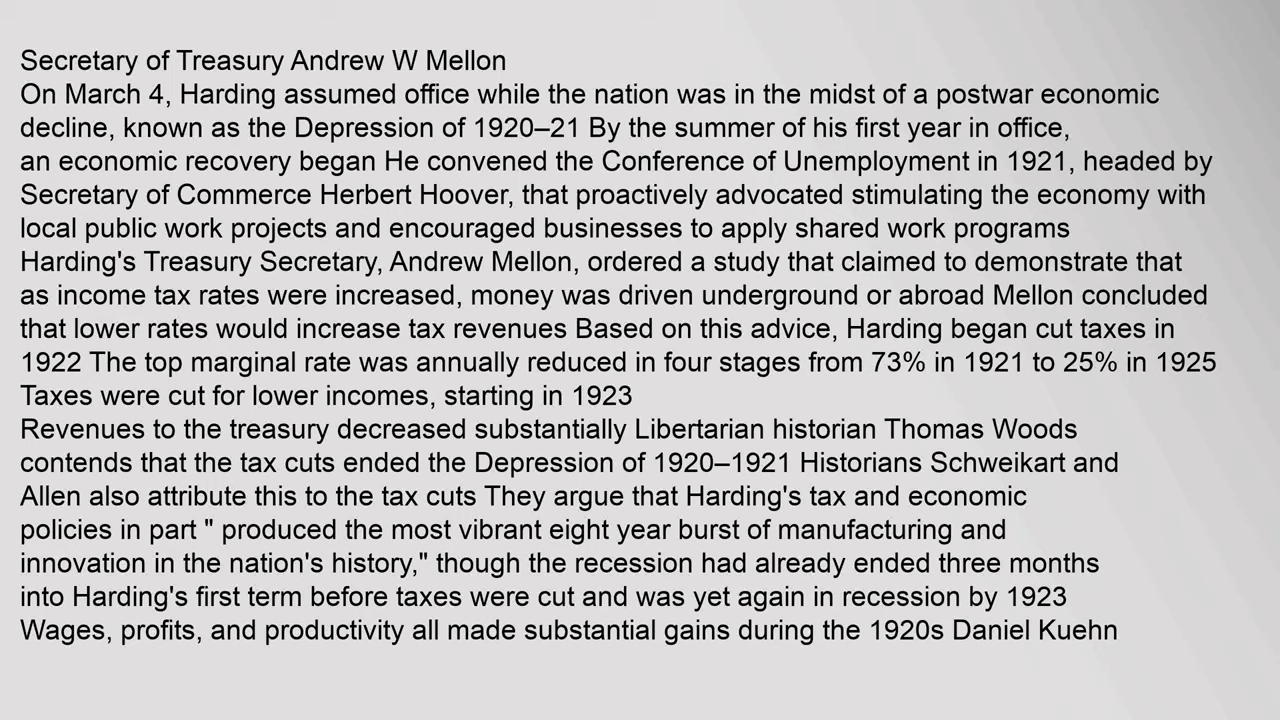 Secretary of Treasury Andrew W Mellon
On March 4, Harding assumed office while the nation was in the midst of a postwar economic
decline, known as the Depression of 1920–21 By the summer of his first year in office,
an economic recovery began He convened the Conference of Unemployment in 1921, headed by
Secretary of Commerce Herbert Hoover, that proactively advocated stimulating the economy with
local public work projects and encouraged businesses to apply shared work programs
Harding's Treasury Secretary, Andrew Mellon, ordered a study that claimed to demonstrate that
as income tax rates were increased, money was driven underground or abroad Mellon concluded
that lower rates would increase tax revenues Based on this advice, Harding began cut taxes in
1922 The top marginal rate was annually reduced in four stages from 73% in 1921 to 25% in 1925
Taxes were cut for lower incomes, starting in 1923
Revenues to the treasury decreased substantially Libertarian historian Thomas Woods
contends that the tax cuts ended the Depression of 1920–1921 Historians Schweikart and
Allen also attribute this to the tax cuts They argue that Harding's tax and economic
policies in part " produced the most vibrant eight year burst of manufacturing and
innovation in the nation's history," though the recession had already ended three months
into Harding's first term before taxes were cut and was yet again in recession by 1923
Wages, profits, and productivity all made substantial gains during the 1920s Daniel Kuehn